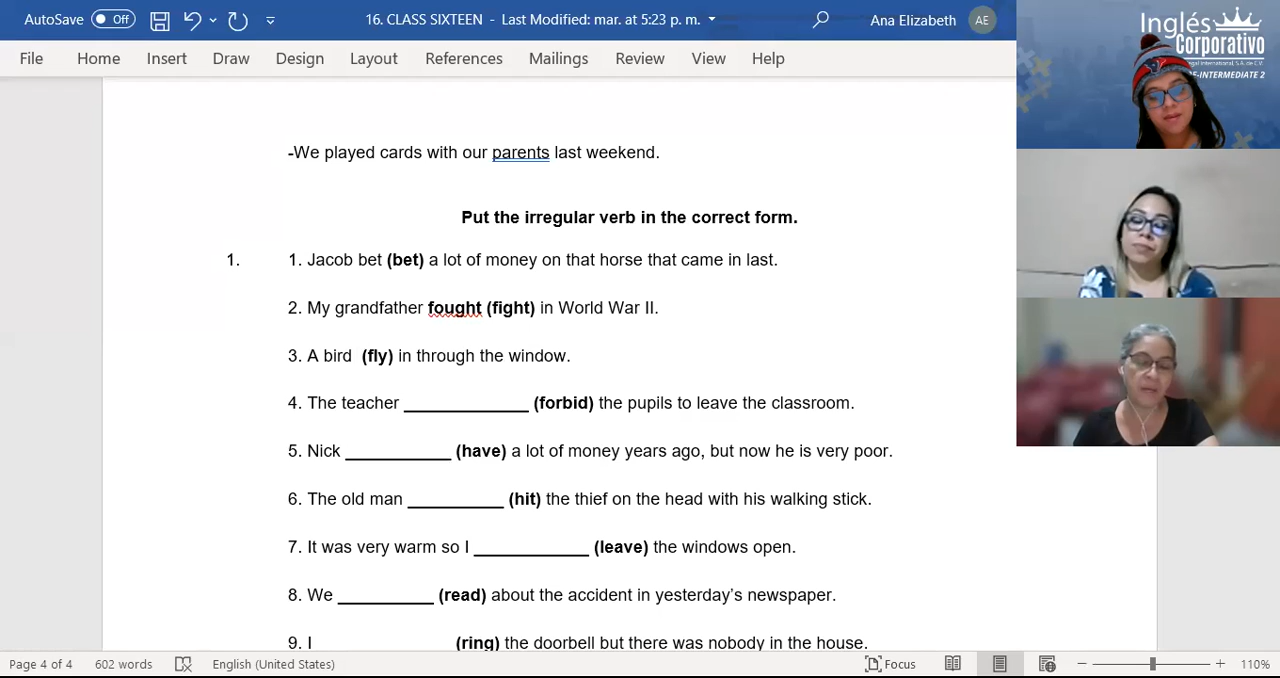 AutoSave Off 16. CLASS SIXTEEN - Last Modified: mar. at 5:23 p. m. Ana Elizabeth AE
File Home Insert Draw Design Layout References Mailings Review View Help
Inglés
Corporativo
-INTERMEDIATE 2
-We played cards with our parents last weekend.
Put the irregular verb in the correct form.
1. 1. Jacob bet (bet) a lot of money on that horse that came in last.
2. My grandfather fought (fight) in World War II.
3. A bird (fly) in through the window.
4. The teacher _____________ (forbid) the pupils to leave the classroom.
5. Nick ___________ (have) a lot of money years ago, but now he is very poor.
6. The old man __________ (hit) the thief on the head with his walking stick.
7. It was very warm so I ____________ (leave) the windows open.
8. We __________ (read) about the accident in yesterday's newspaper.
9. I (ring) the doorbell but there was nobody in the house.
Page 4 of 4 602 words English (United States) Focus 110%